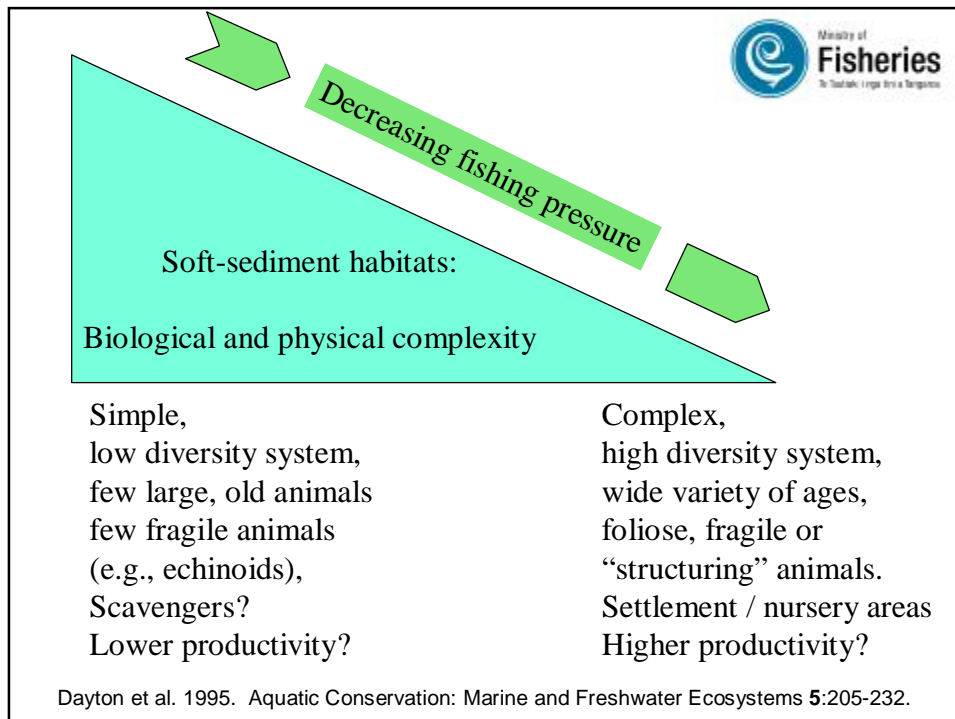 Ministry of
Fisheries
Decreasing fishing pressure
Soft-sediment habitats:
Biological and physical complexity
Simple,
low diversity system,
few large, old animals
few fragile animals
(e.g., echinoids),
Scavengers?
Lower productivity?
Complex,
high diversity system,
wide variety of ages,
foliose, fragile or
“structuring” animals.
Settlement / nursery areas
Higher productivity?
Dayton et al. 1995. Aquatic Conservation: Marine and Freshwater Ecosystems 5:205-232.